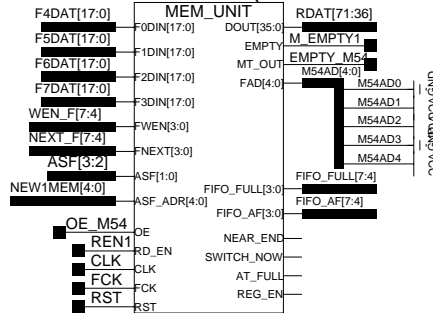 MEM_UNIT
F4DAT[17:0]
F0DIN[17:0]
DOUT[35:0]
RDAT[71:36]
F5DAT[17:0]
F1DIN[17:0]
EMPTY
M_EMPTY1
F6DAT[17:0]
F2DIN[17:0]
MT_OUT
EMPTY_M54
F7DAT[17:0]
F3DIN[17:0]
FAD[4:0]
M54AD[4:0]
M54AD0
WEN_F[7:4]
FWEN[3:0]
M54AD1
M54AD2
NEXT_F[7:4]
FNEXT[3:0]
M54AD3
ASF[3:2]
ASF[1:0]
M54AD4
NEW1MEM[4:0]
ASF_ADR[4:0]
FIFO_FULL[3:0]
FIFO_FULL[7:4]
FIFO_AF[3:0]
FIFO_AF[7:4]
OE_M54
OE
NEAR_END
REN1
RD_EN
SWITCH_NOW
CLK
CLK
AT_FULL
FCK
FCK
REG_EN
RST
RST